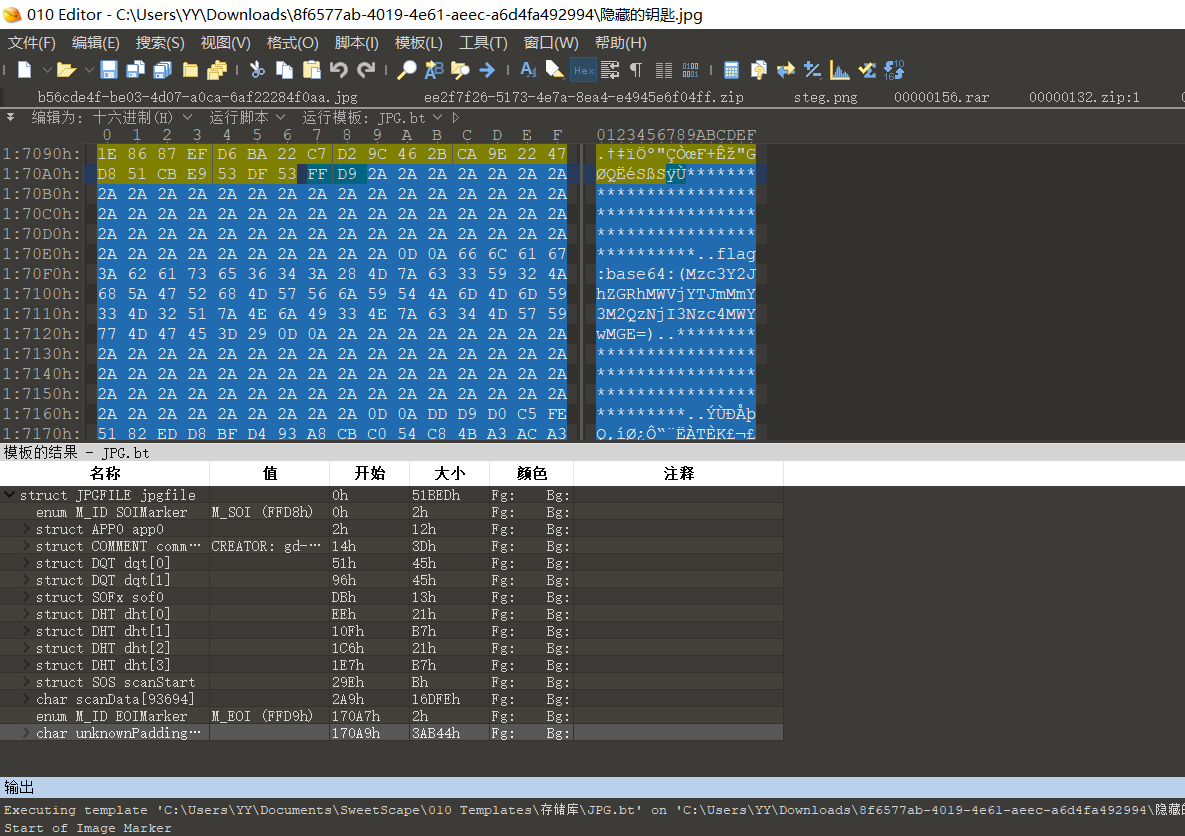 010 Editor - C:\Users\YY\Downloads\8f6577ab-4019-4e61-aeec-a6d4fa492994\隐藏的钥匙.jpg
文件(F) 编辑(E) 搜索(S) 视图(V) 格式(O) 脚本(I) 模板(L) 工具(T) 窗口(W) 帮助(H)
Hex
b56cde4f-be03-4d07-a0ca-6af22284f0aa.jpg ee2f7f26-5173-4e7a-8ea4-e4945e6f04ff.zip steg.png 00000156.rar 00000132.zip:1
编辑为: 十六进制(H) 运行脚本 运行模板: JPG.bt
0 1 2 3 4 5 6 7 8 9 A B C D E F 0123456789ABCDEF
1:7090h: 1E 86 87 EF D6 BA 22 C7 D2 9C 46 2B CA 9E 22 47 .†‡ïÖº"ÇÒœF+Êž"G
1:70A0h: D8 51 CB E9 53 DF 53 FF D9 2A 2A 2A 2A 2A 2A 2A ØQËéSßSÿÙ*******
1:70B0h: 2A 2A 2A 2A 2A 2A 2A 2A 2A 2A 2A 2A 2A 2A 2A 2A ****************
1:70C0h: 2A 2A 2A 2A 2A 2A 2A 2A 2A 2A 2A 2A 2A 2A 2A 2A ****************
1:70D0h: 2A 2A 2A 2A 2A 2A 2A 2A 2A 2A 2A 2A 2A 2A 2A 2A ****************
1:70E0h: 2A 2A 2A 2A 2A 2A 2A 2A 2A 2A 0D 0A 66 6C 61 67 **********..flag
1:70F0h: 3A 62 61 73 65 36 34 3A 28 4D 7A 63 33 59 32 4A :base64:(Mzc3Y2J
1:7100h: 68 5A 47 52 68 4D 57 56 6A 59 54 4A 6D 4D 6D 59 hZGRhMWVjYTJmMmY
1:7110h: 33 4D 32 51 7A 4E 6A 49 33 4E 7A 63 34 4D 57 59 3M2QzNjI3Nzc4MWY
1:7120h: 77 4D 47 45 3D 29 0D 0A 2A 2A 2A 2A 2A 2A 2A 2A wMGE=)..********
1:7130h: 2A 2A 2A 2A 2A 2A 2A 2A 2A 2A 2A 2A 2A 2A 2A 2A ****************
1:7140h: 2A 2A 2A 2A 2A 2A 2A 2A 2A 2A 2A 2A 2A 2A 2A 2A ****************
1:7150h: 2A 2A 2A 2A 2A 2A 2A 2A 2A 2A 2A 2A 2A 2A 2A 2A ****************
1:7160h: 2A 2A 2A 2A 2A 2A 2A 2A 2A 0D 0A DD D9 D0 C5 FE *********..ÝÙÐÅþ
1:7170h: 51 82 ED D8 BF D4 93 A8 CB C0 54 C8 4B A3 AC A3 Q‚íØ¿Ô“¨ËÀTÈK£¬£
模板的结果 - JPG.bt
名称 值 开始 大小 颜色 注释
struct JPGFILE jpgfile 0h 51BEDh Fg: Bg:
enum M_ID SOIMarker M_SOI (FFD8h) 0h 2h Fg: Bg:
struct APP0 app0 2h 12h Fg: Bg:
struct COMMENT comm… CREATOR: gd-… 14h 3Dh Fg: Bg:
struct DQT dqt[0] 51h 45h Fg: Bg:
struct DQT dqt[1] 96h 45h Fg: Bg:
struct SOFx sof0 DBh 13h Fg: Bg:
struct DHT dht[0] EEh 21h Fg: Bg:
struct DHT dht[1] 10Fh B7h Fg: Bg:
struct DHT dht[2] 1C6h 21h Fg: Bg:
struct DHT dht[3] 1E7h B7h Fg: Bg:
struct SOS scanStart 29Eh Bh Fg: Bg:
char scanData[93694] 2A9h 16DFEh Fg: Bg:
enum M_ID EOIMarker M_EOI (FFD9h) 170A7h 2h Fg: Bg:
char unknownPadding… 170A9h 3AB44h Fg: Bg:
输出
Executing template 'C:\Users\YY\Documents\SweetScape\010 Templates\存储库\JPG.bt' on 'C:\Users\YY\Downloads\8f6577ab-4019-4e61-aeec-a6d4fa492994\隐藏的
Start of Image Marker